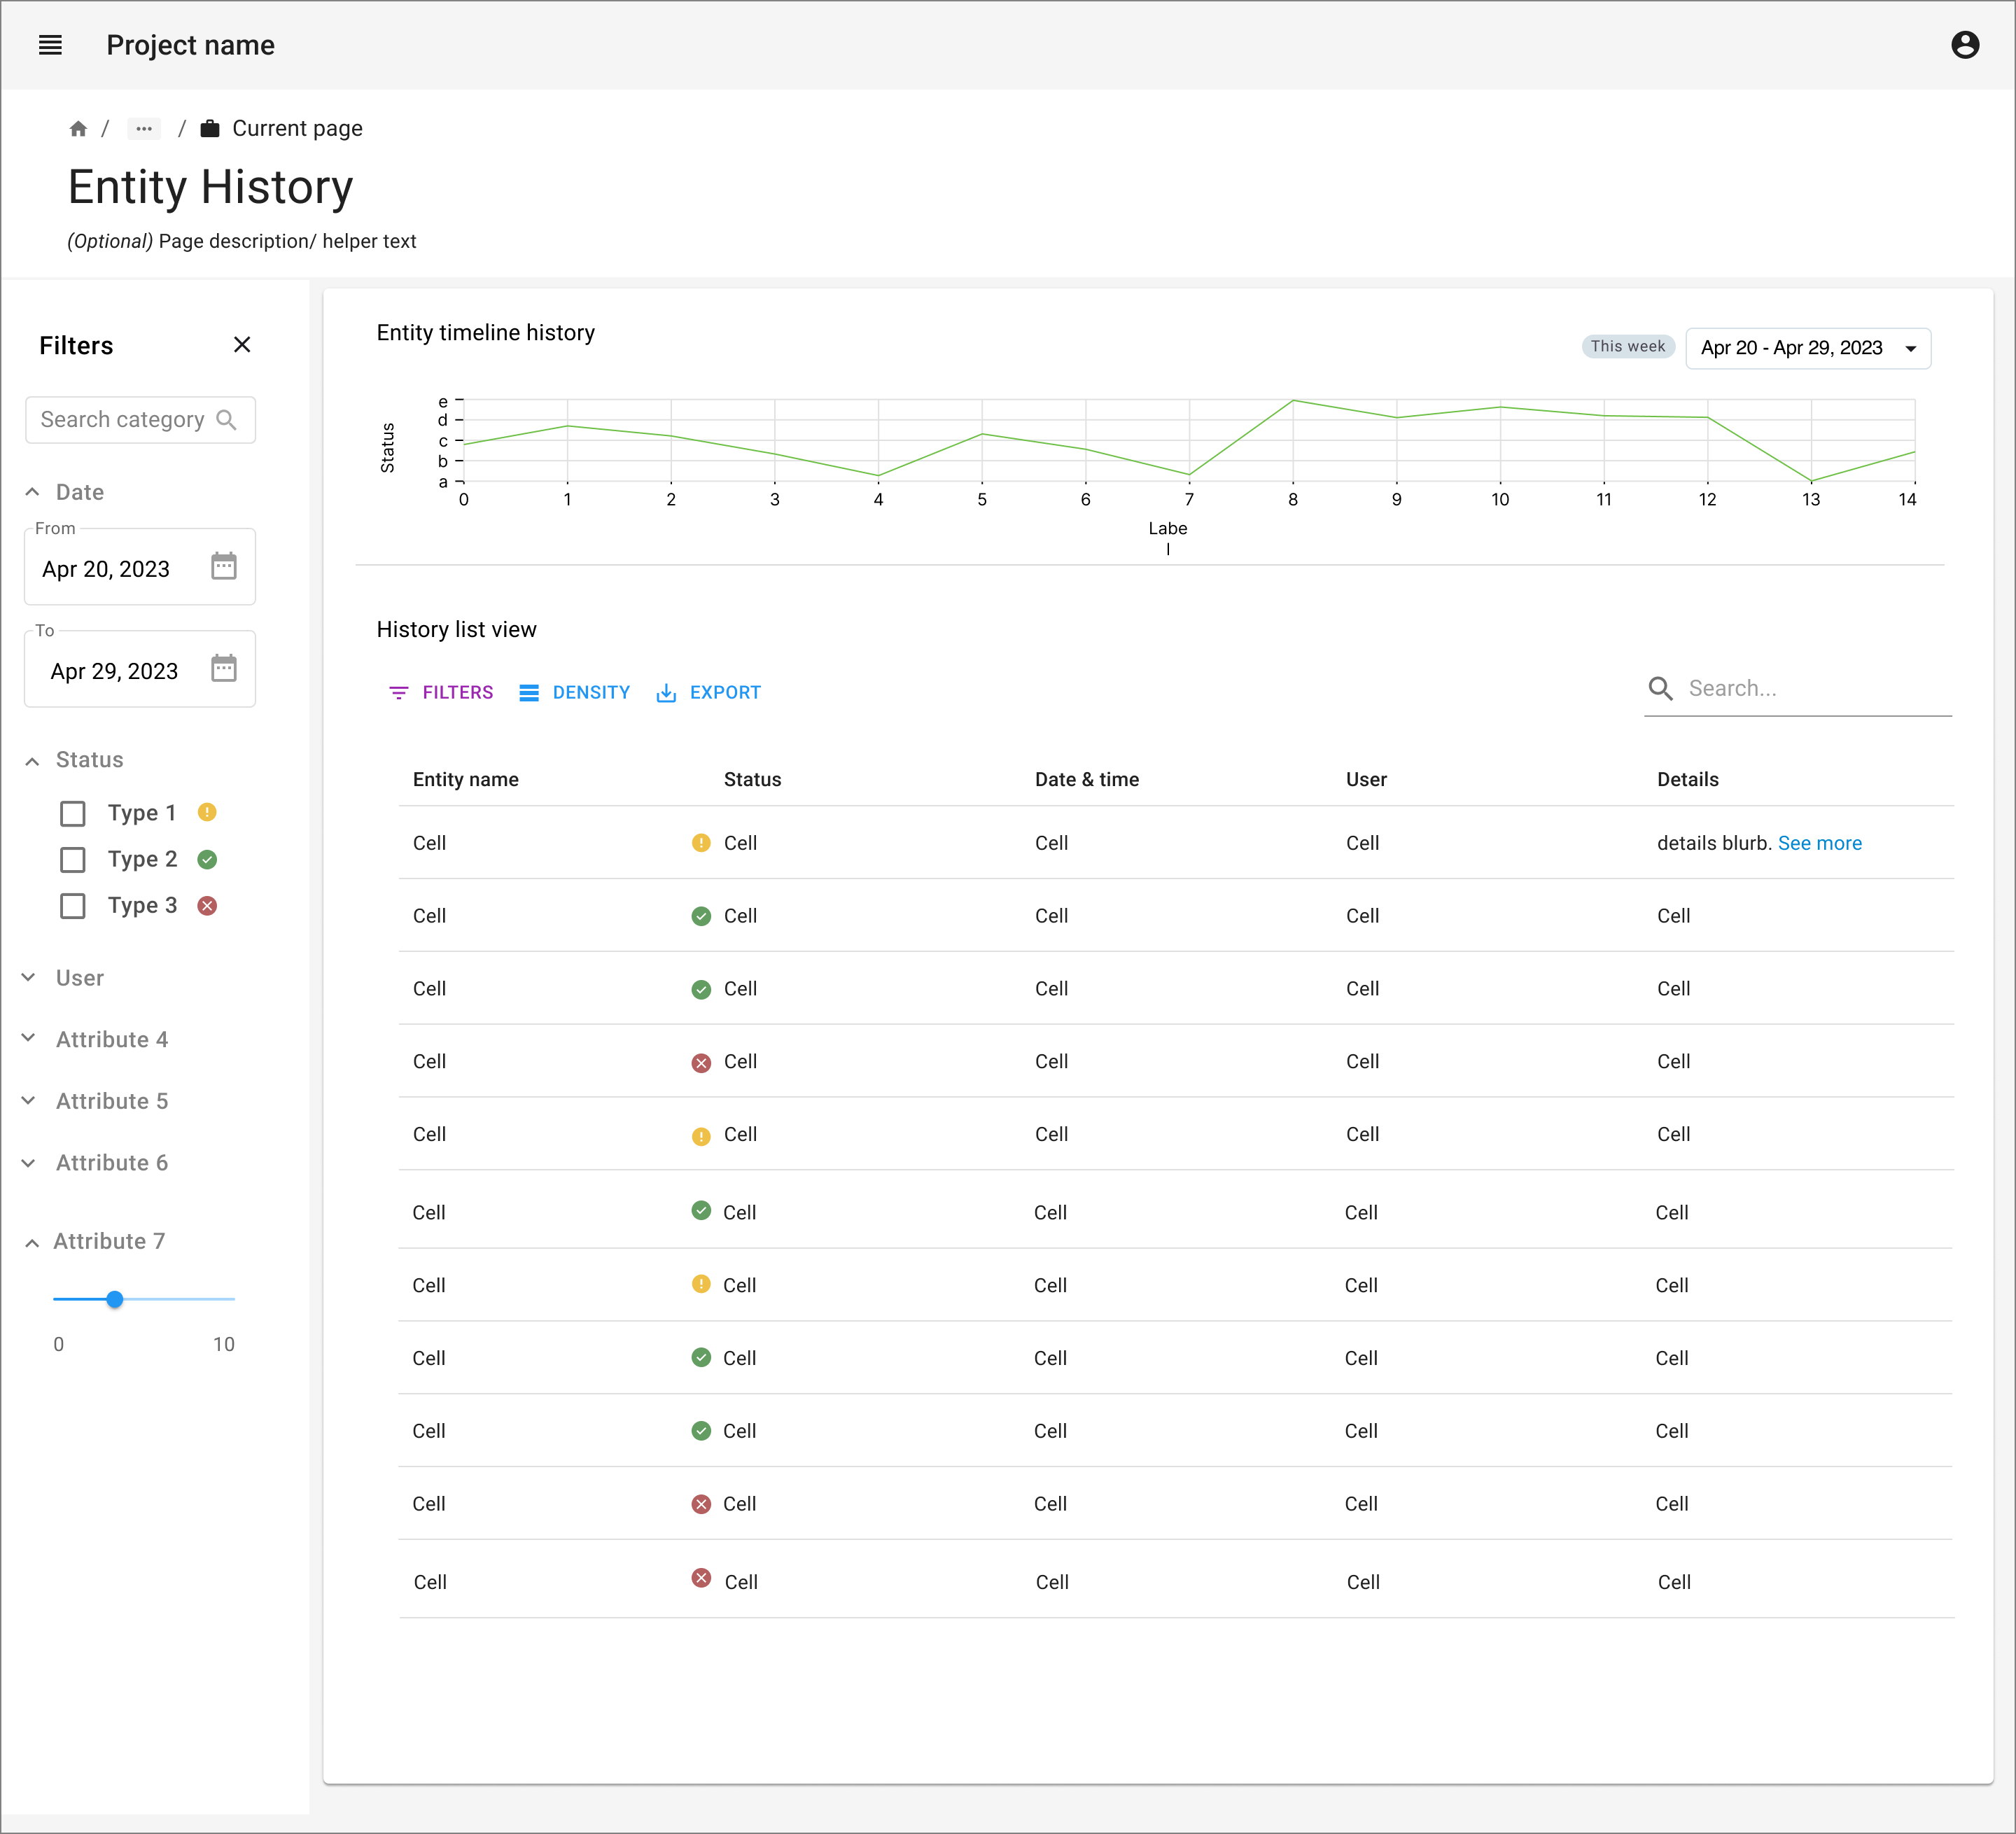 Project name
/ ... / Current page
Entity History
(Optional) Page description/ helper text
Filters
Search category
Date
From
Apr 20, 2023
To
Apr 29, 2023
Status
Type 1
Type 2
Type 3
User
Attribute 4
Attribute 5
Attribute 6
Attribute 7
0 10
Entity timeline history
This week Apr 20 - Apr 29, 2023
Status
e
d
c
b
a
0 1 2 3 4 5 6 7 8 9 10 11 12 13 14
Labe
l
History list view
FILTERS DENSITY EXPORT Search...
Entity name Status Date & time User Details
Cell Cell Cell Cell details blurb. See more
Cell Cell Cell Cell Cell
Cell Cell Cell Cell Cell
Cell Cell Cell Cell Cell
Cell Cell Cell Cell Cell
Cell Cell Cell Cell Cell
Cell Cell Cell Cell Cell
Cell Cell Cell Cell Cell
Cell Cell Cell Cell Cell
Cell Cell Cell Cell Cell
Cell Cell Cell Cell Cell